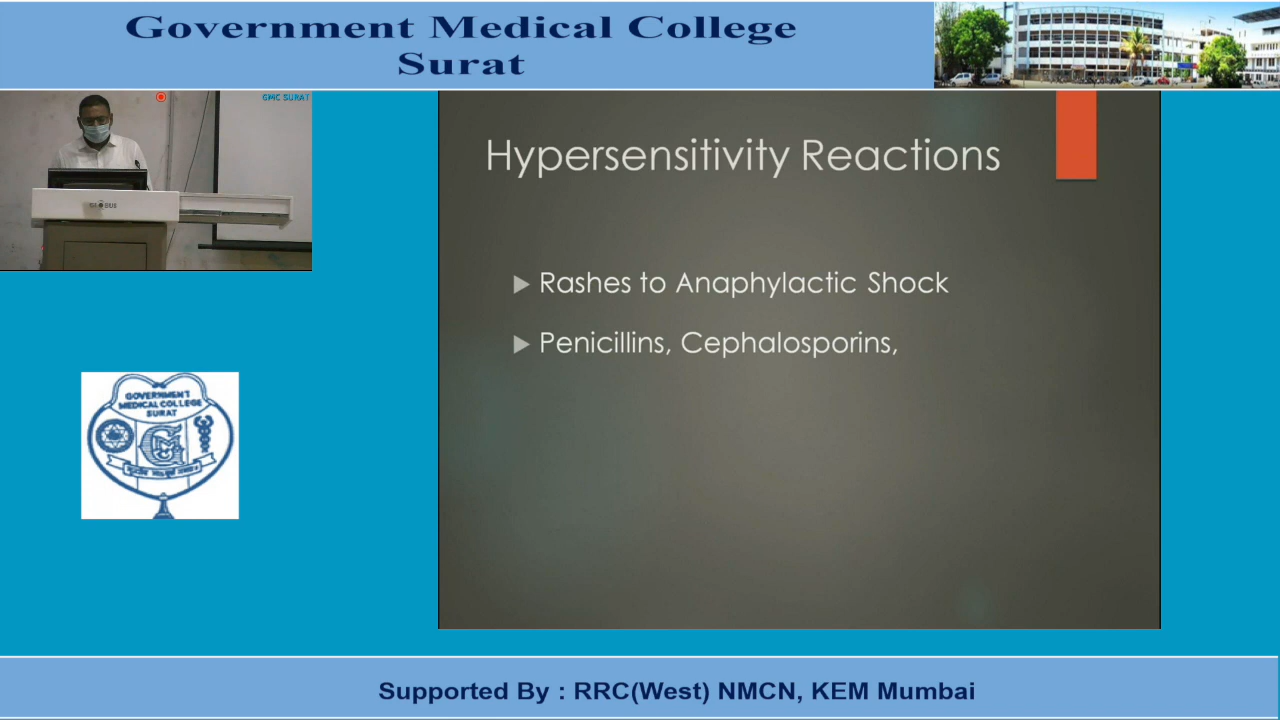 Government Medical College
Surat
GMC SURAT
Hypersensitivity Reactions
Rashes to Anaphylactic Shock
Penicillins, Cephalosporins,
GOVERNMENT
MEDICAL COLLEGE
SURAT
Supported By : RRC(West) NMCN, KEM Mumbai